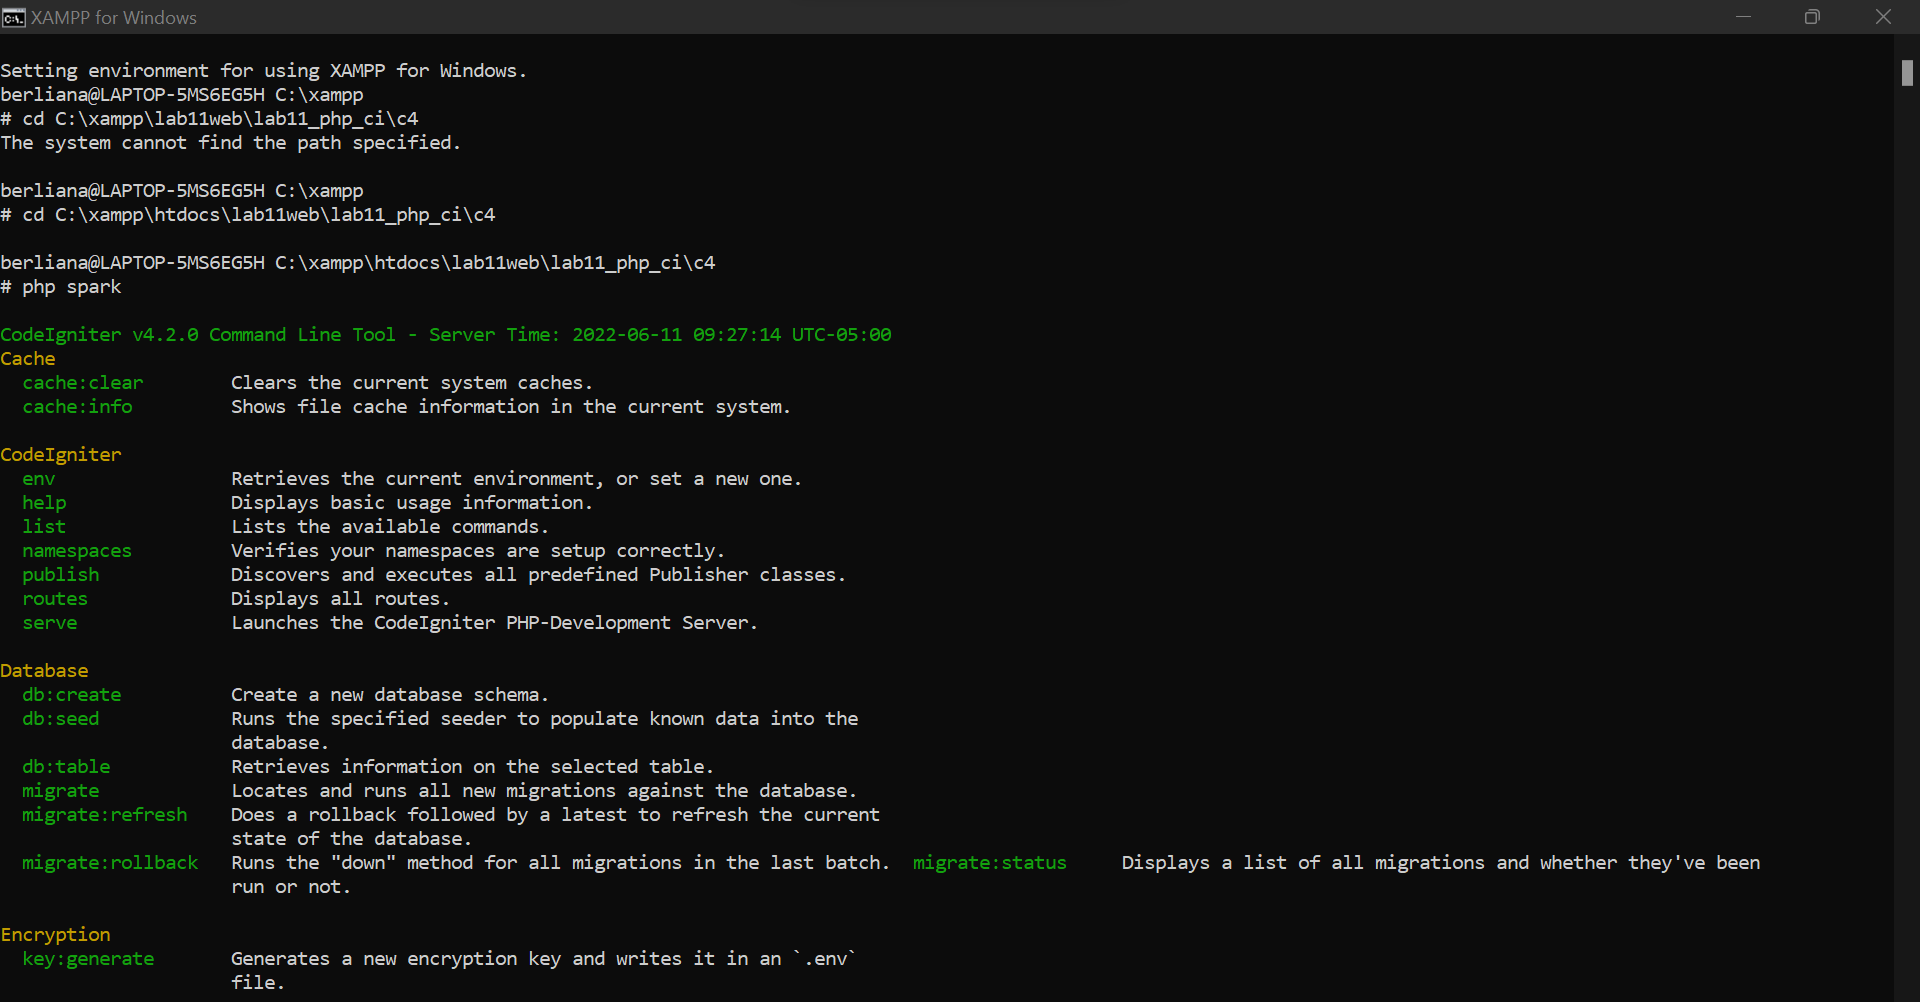 XAMPP for Windows
Setting environment for using XAMPP for Windows.
berliana@LAPTOP-5MS6EG5H C:\xampp
# cd C:\xampp\lab11web\lab11_php_ci\c4
The system cannot find the path specified.
berliana@LAPTOP-5MS6EG5H C:\xampp
# cd C:\xampp\htdocs\lab11web\lab11_php_ci\c4
berliana@LAPTOP-5MS6EG5H C:\xampp\htdocs\lab11web\lab11_php_ci\c4
# php spark
CodeIgniter v4.2.0 Command Line Tool - Server Time: 2022-06-11 09:27:14 UTC-05:00
Cache
cache:clear Clears the current system caches.
cache:info Shows file cache information in the current system.
CodeIgniter
env Retrieves the current environment, or set a new one.
help Displays basic usage information.
list Lists the available commands.
namespaces Verifies your namespaces are setup correctly.
publish Discovers and executes all predefined Publisher classes.
routes Displays all routes.
serve Launches the CodeIgniter PHP-Development Server.
Database
db:create Create a new database schema.
db:seed Runs the specified seeder to populate known data into the
database.
db:table Retrieves information on the selected table.
migrate Locates and runs all new migrations against the database.
migrate:refresh Does a rollback followed by a latest to refresh the current
state of the database.
migrate:rollback Runs the "down" method for all migrations in the last batch. migrate:status Displays a list of all migrations and whether they've been
run or not.
Encryption
key:generate Generates a new encryption key and writes it in an `.env`
file.